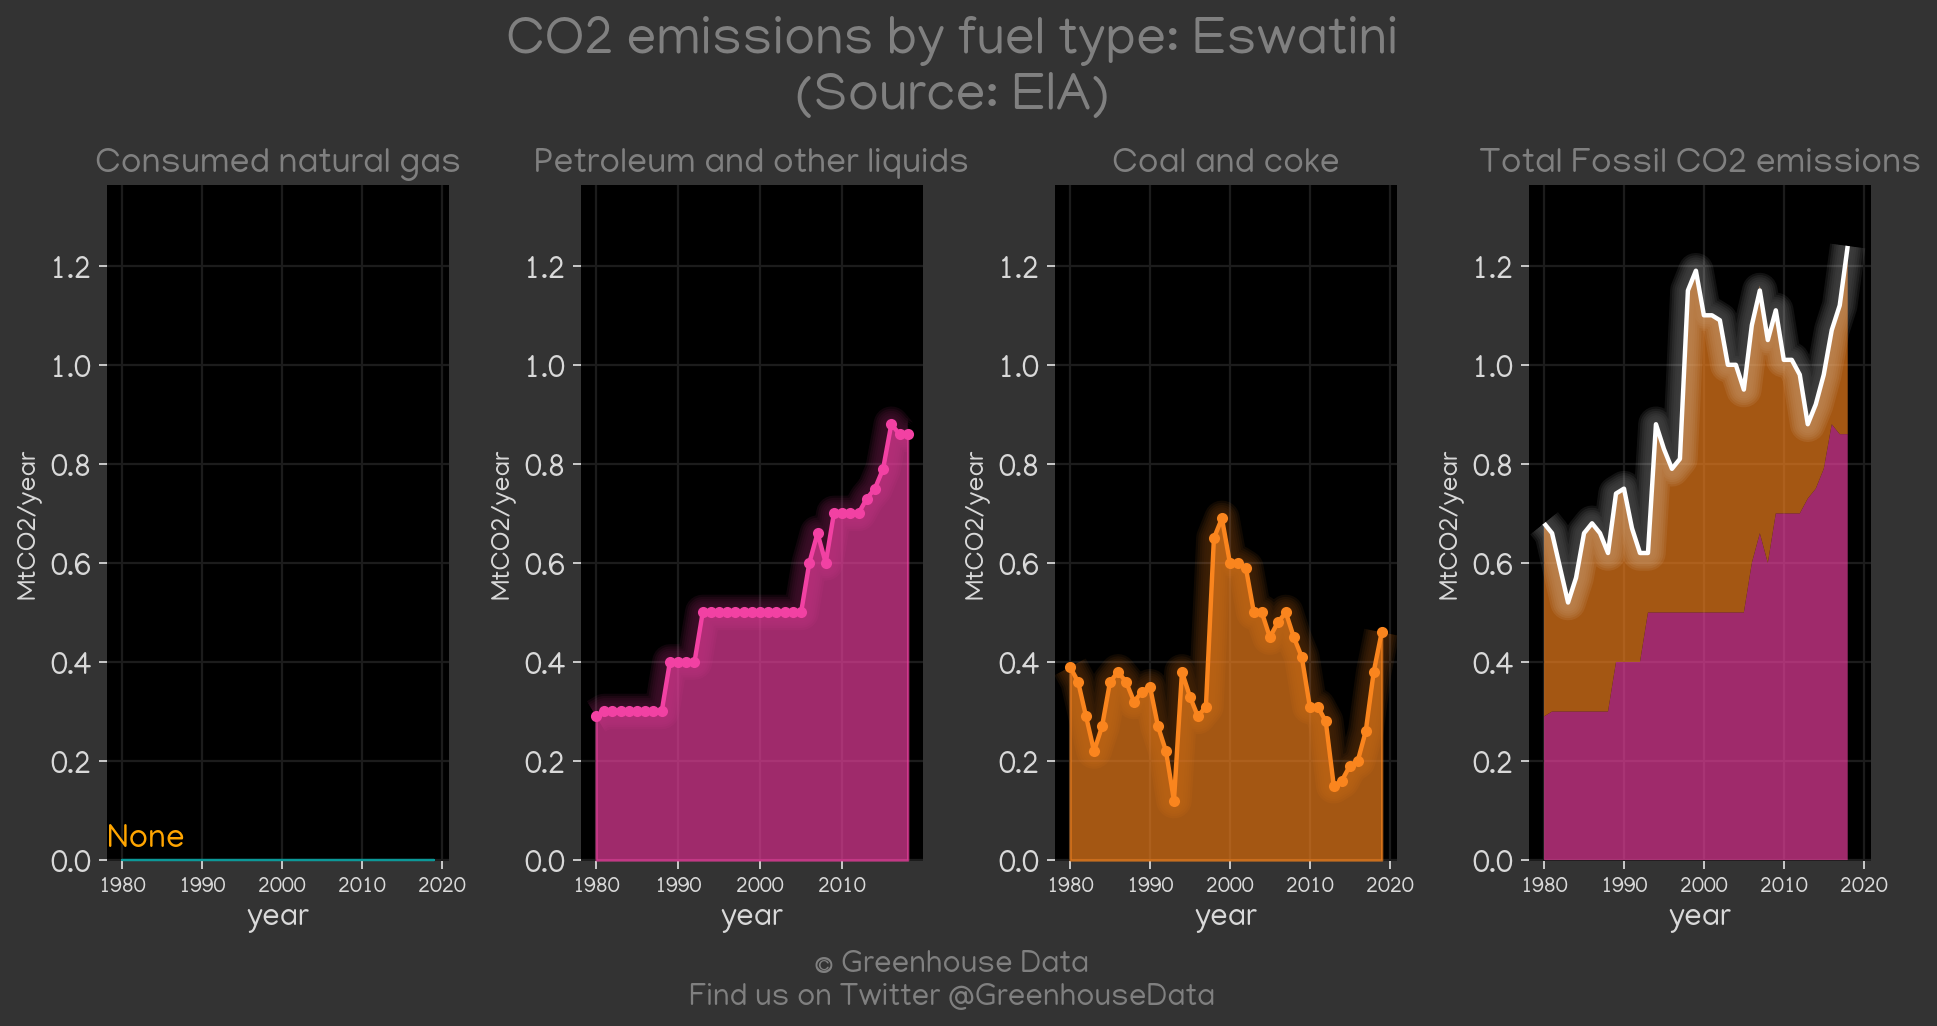 CO2 emissions by fuel type: Eswatini
(Source: EIA)
Consumed natural gas
MtCO2/year
1.2
1.0
0.8
0.6
0.4
0.2
0.0
None
1980 1990 2000 2010 2020
year
Petroleum and other liquids
MtCO2/year
1.2
1.0
0.8
0.6
0.4
0.2
0.0
1980 1990 2000 2010
year
Coal and coke
MtCO2/year
1.2
1.0
0.8
0.6
0.4
0.2
0.0
1980 1990 2000 2010 2020
year
Total Fossil CO2 emissions
MtCO2/year
1.2
1.0
0.8
0.6
0.4
0.2
0.0
1980 1990 2000 2010 2020
year
© Greenhouse Data
Find us on Twitter @GreenhouseData